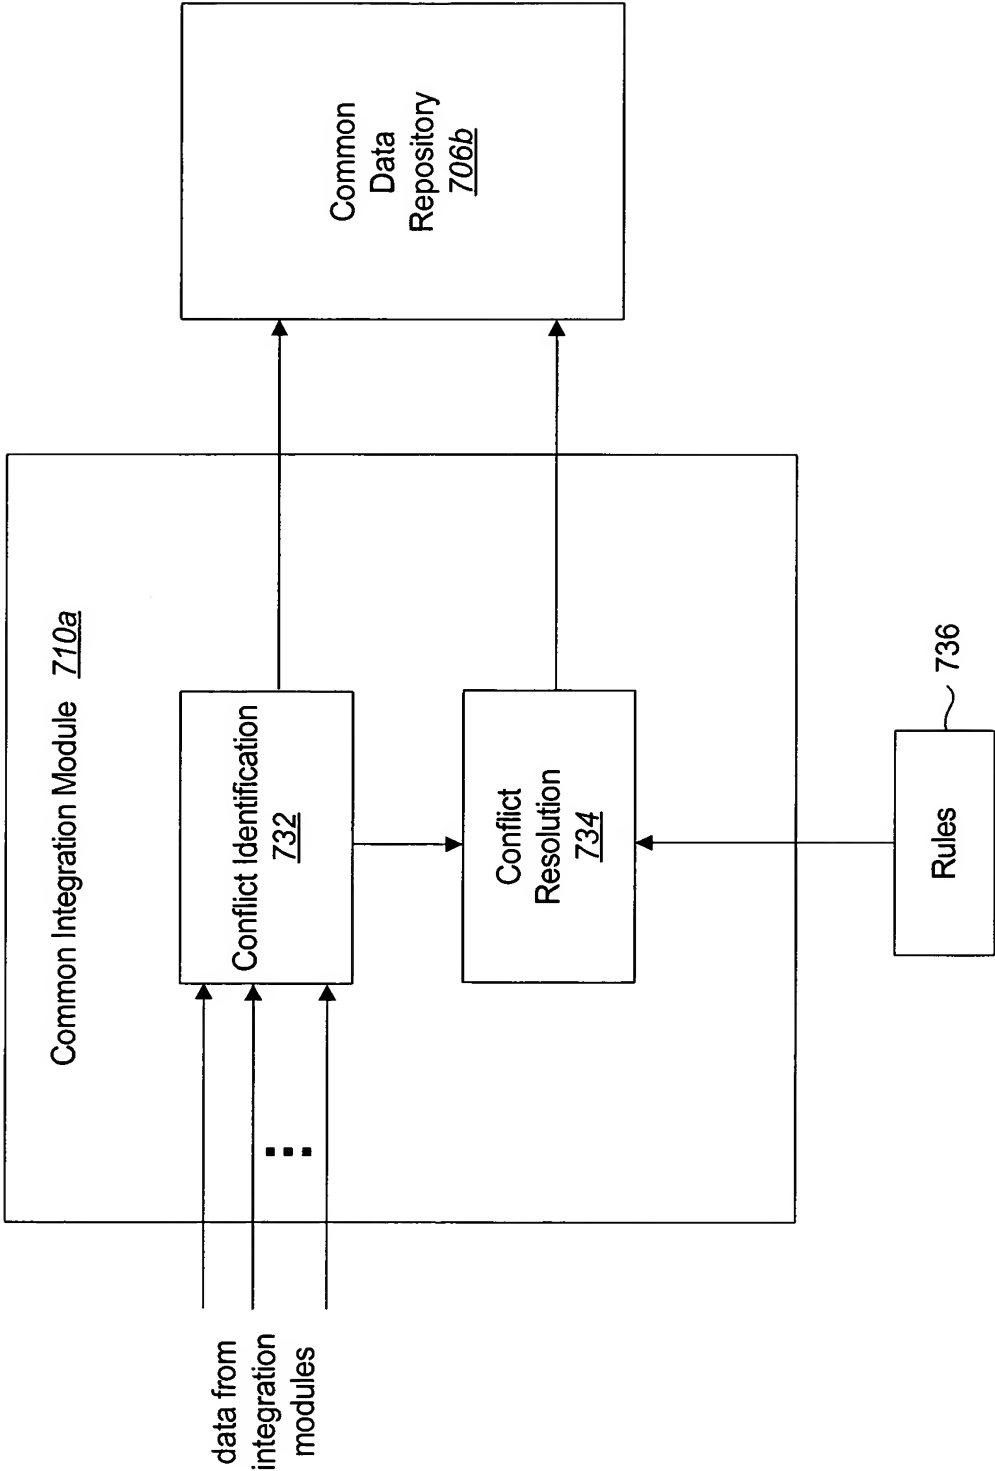 Common Integration Module 710a
data from
integration
modules
Conflict Identification
732
Conflict
Resolution
734
Common
Data
Repository
706b
Rules
736